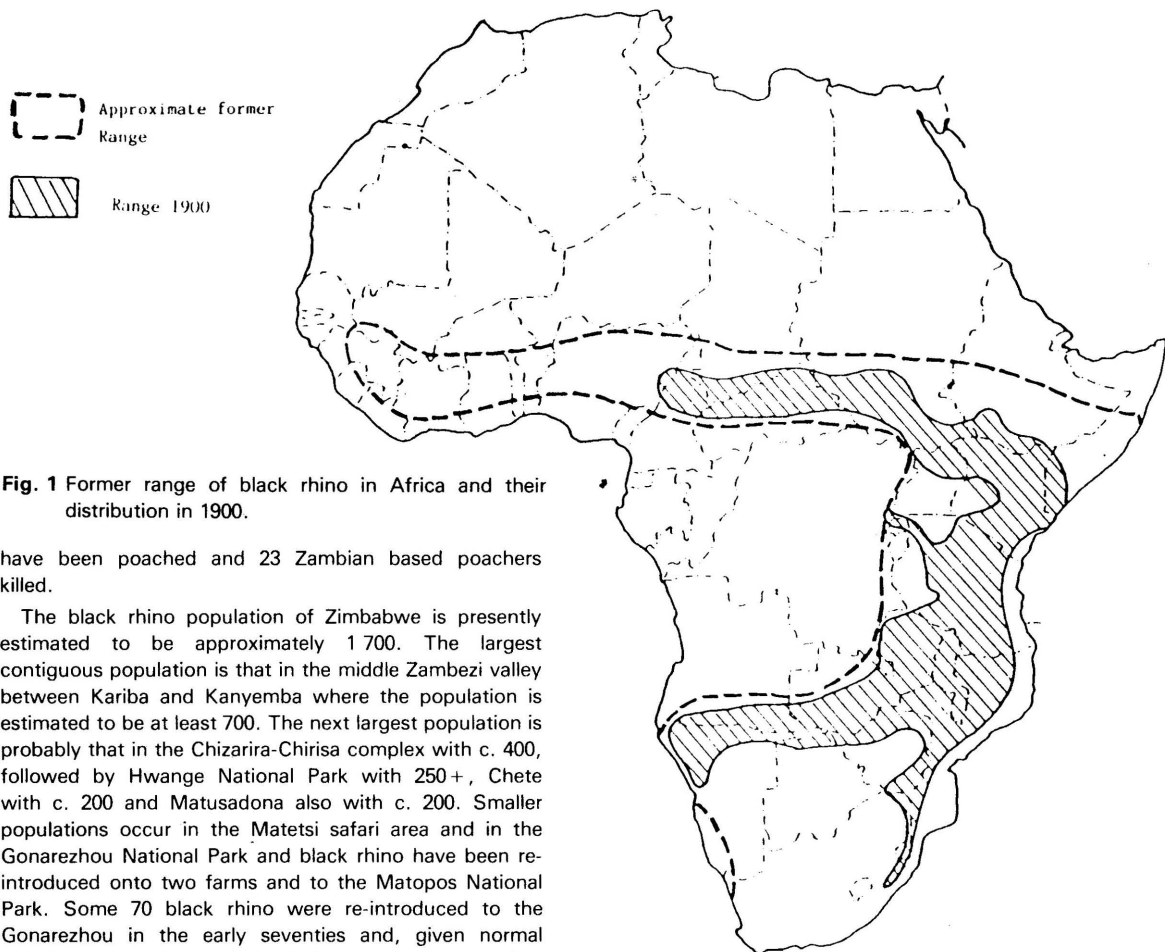 Approximate former
Range
Range 1900
Fig. 1 Former range of black rhino in Africa and their
distribution in 1900.
have been poached and 23 Zambian based poachers
killed.
The black rhino population of Zimbabwe is presently
estimated to be approximately 1 700. The largest
contiguous population is that in the middle Zambezi valley
between Kariba and Kanyemba where the population is
estimated to be at least 700. The next largest population is
probably that in the Chizarira-Chirisa complex with c. 400,
followed by Hwange National Park with 250+, Chete
with c. 200 and Matusadona also with c. 200. Smaller
populations occur in the Matetsi safari area and in the
Gonarezhou National Park and black rhino have been re-
introduced onto two farms and to the Matopos National
Park. Some 70 black rhino were re-introduced to the
Gonarezhou in the early seventies and, given normal